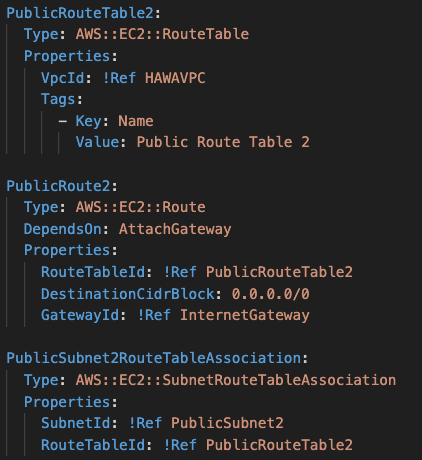 PublicRouteTable2:
  Type: AWS::EC2::RouteTable
  Properties:
    VpcId: !Ref HAWAVPC
    Tags:
      - Key: Name
        Value: Public Route Table 2

PublicRoute2:
  Type: AWS::EC2::Route
  DependsOn: AttachGateway
  Properties:
    RouteTableId: !Ref PublicRouteTable2
    DestinationCidrBlock: 0.0.0.0/0
    GatewayId: !Ref InternetGateway

PublicSubnet2RouteTableAssociation:
  Type: AWS::EC2::SubnetRouteTableAssociation
  Properties:
    SubnetId: !Ref PublicSubnet2
    RouteTableId: !Ref PublicRouteTable2